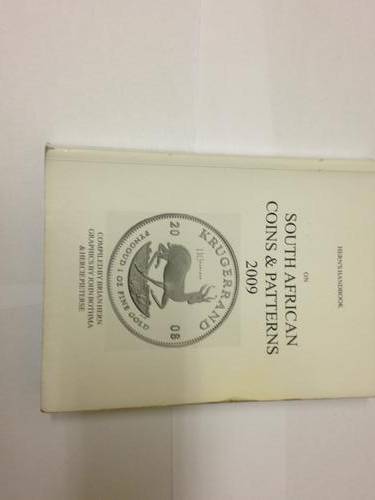 HERN'S HANDBOOK
ON
SOUTH AFRICAN
COINS & PATTERNS
2009
KRUGERRAND
20 08
FYNGOUD 1 OZ FINE GOLD
COMPILED BY BRIAN HERN
GRAPHICS BY JOHN BOTHMA
& HERCIE PIETERSE